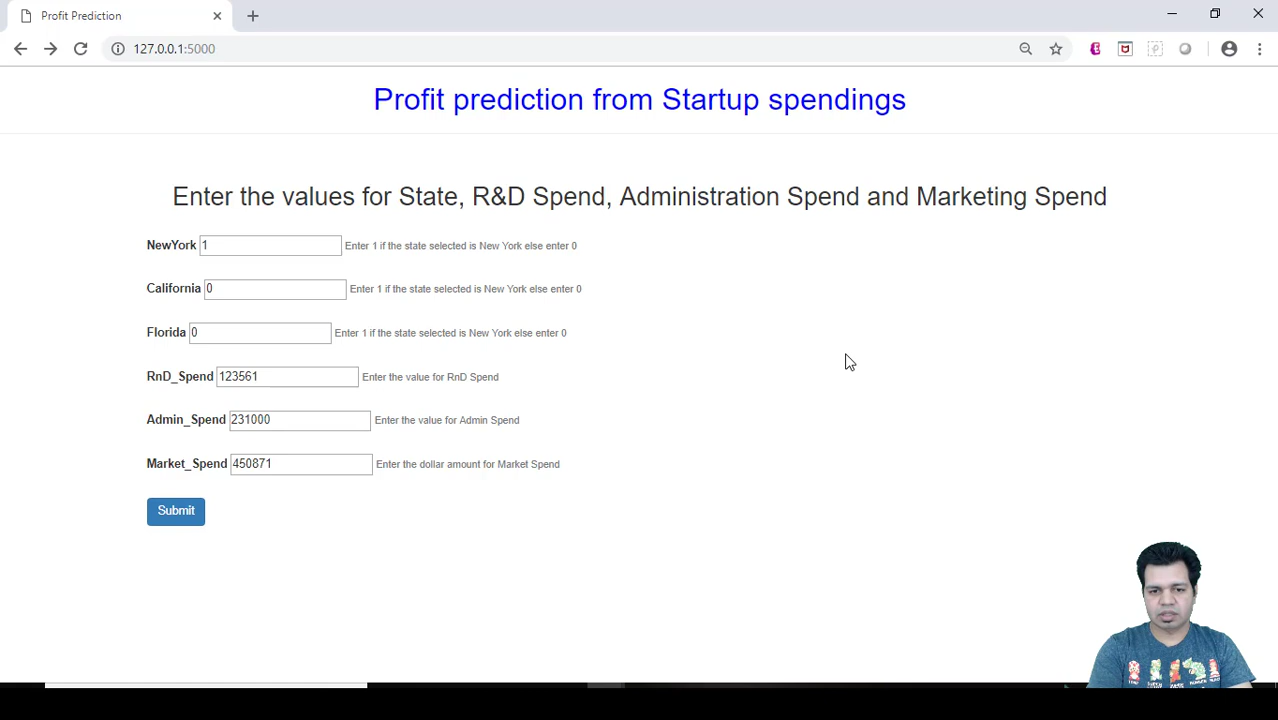 Profit Prediction
127.0.0.1:5000
Profit prediction from Startup spendings
Enter the values for State, R&D Spend, Administration Spend and Marketing Spend
NewYork 1 Enter 1 if the state selected is New York else enter 0
California 0 Enter 1 if the state selected is New York else enter 0
Florida 0 Enter 1 if the state selected is New York else enter 0
RnD_Spend 123561 Enter the value for RnD Spend
Admin_Spend 231000 Enter the value for Admin Spend
Market_Spend 450871 Enter the dollar amount for Market Spend
Submit